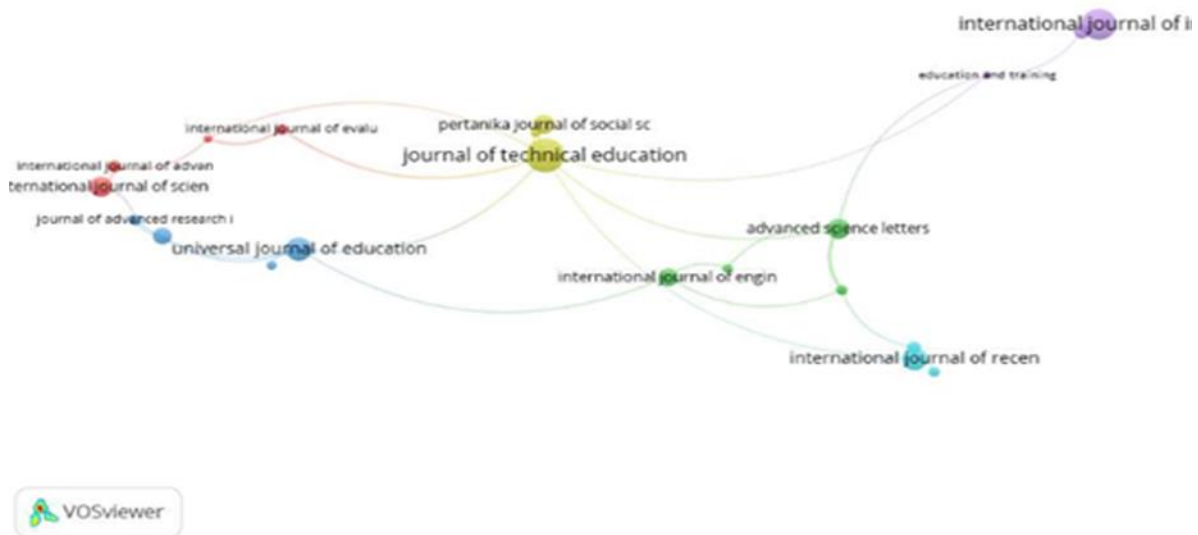 international journal of i
education and training
international journal of evalu
pertanika journal of social sc
journal of technical education
international journal of advan
ternational journal of scien
journal of advanced research i
universal journal of education
advanced science letters
international journal of engin
international journal of recen
VOSviewer